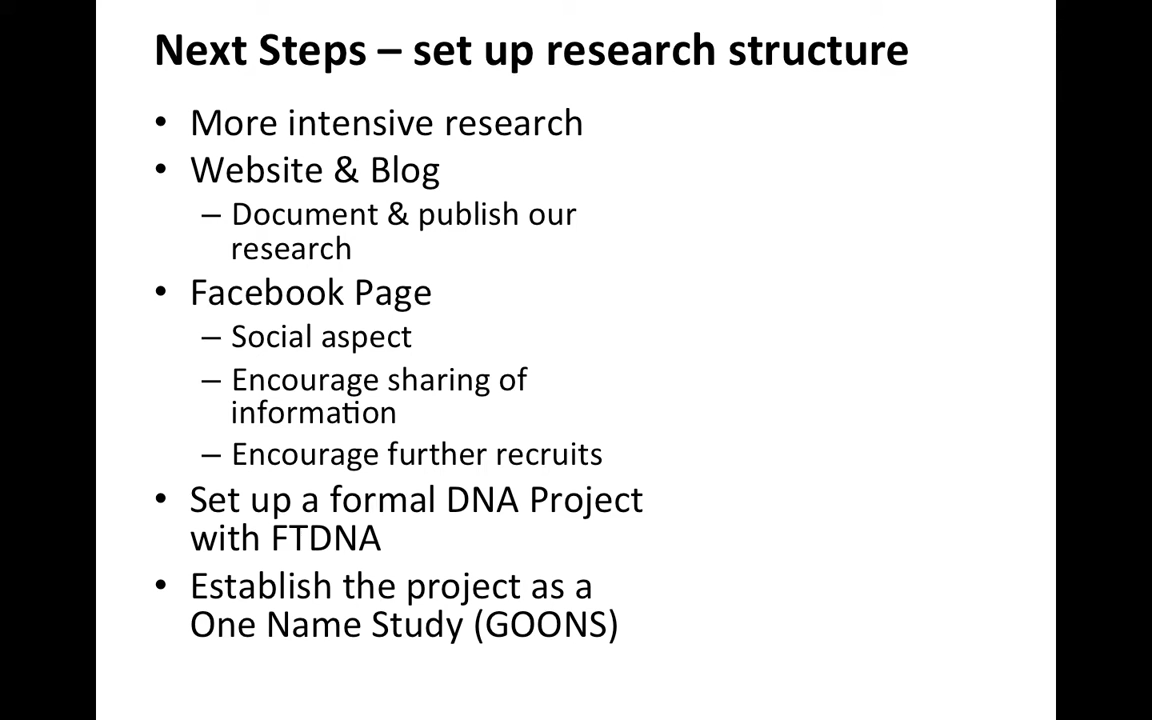 Next Steps – set up research structure
• More intensive research
• Website & Blog
– Document & publish our
research
• Facebook Page
– Social aspect
– Encourage sharing of
information
– Encourage further recruits
• Set up a formal DNA Project
with FTDNA
• Establish the project as a
One Name Study (GOONS)